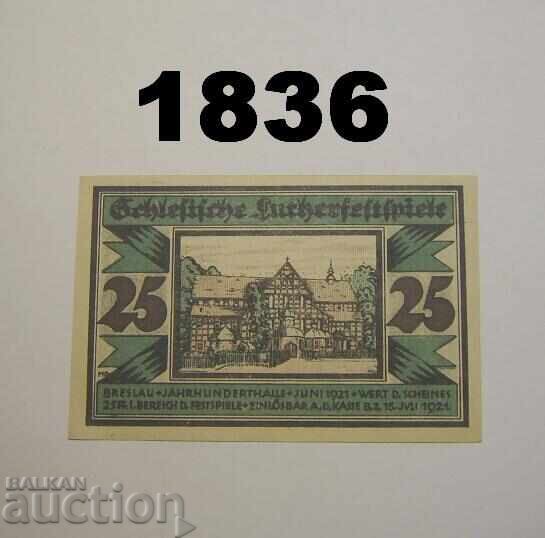 1836
Schlesische Lutherfestspiele
25 25
BRESLAU • JAHRHUNDERTHALLE • JUNI 1921 • WERT D. SCHEINES
25 PF. I. BEREICH D. FESTSPIELE • EINLÖSBAR A. D. KASSE B. Z. 15. JULI 1921.
BALKAN
auction